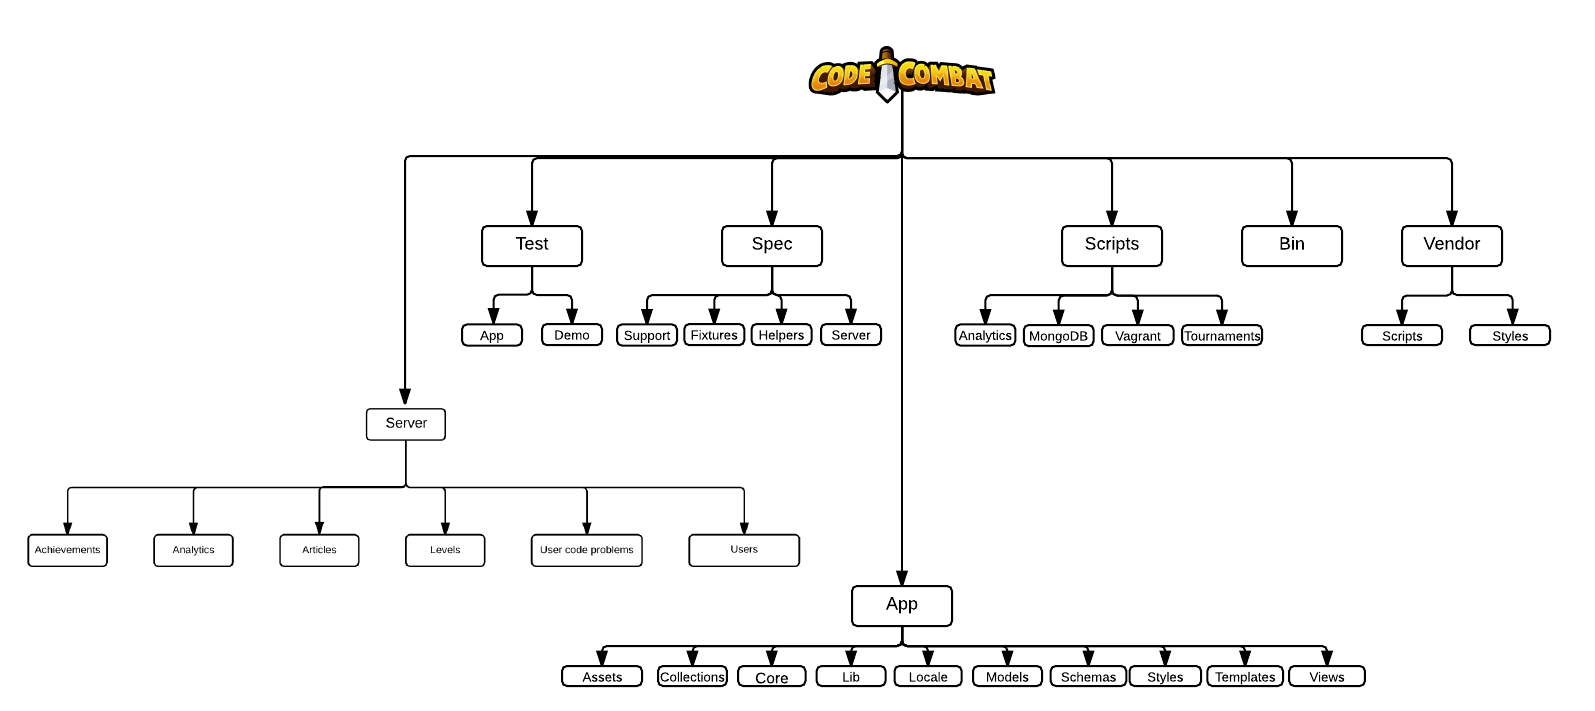 CODE COMBAT
Test
Spec
Scripts
Bin
Vendor
App
Demo
Support
Fixtures
Helpers
Server
Analytics
MongoDB
Vagrant
Tournaments
Scripts
Styles
Server
Achievements
Analytics
Articles
Levels
User code problems
Users
App
Assets
Collections
Core
Lib
Locale
Models
Schemas
Styles
Templates
Views